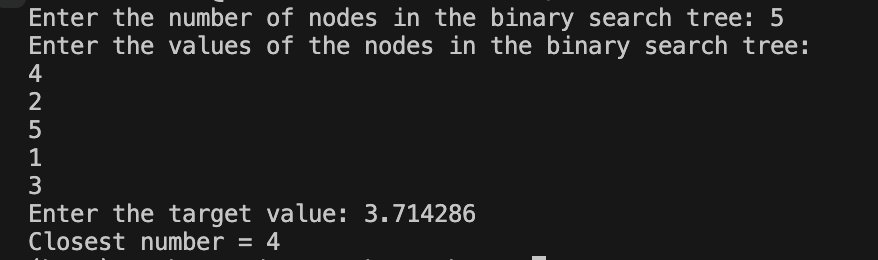 Enter the number of nodes in the binary search tree: 5
Enter the values of the nodes in the binary search tree:
4
2
5
1
3
Enter the target value: 3.714286
Closest number = 4